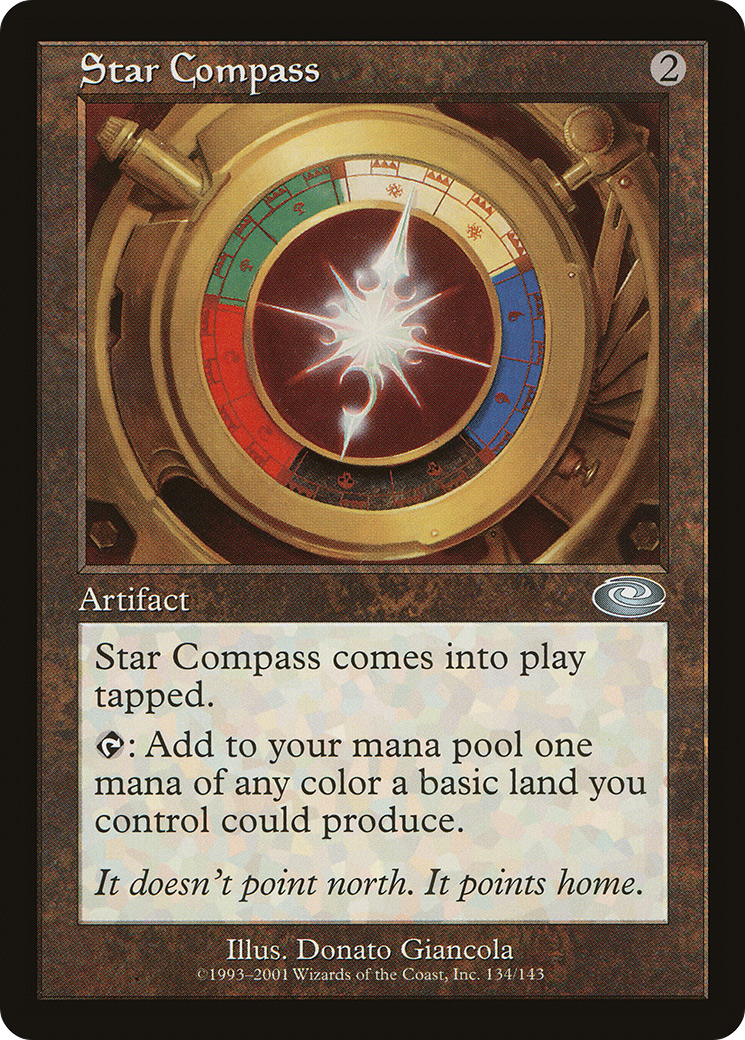 Star Compass 2
Artifact
Star Compass comes into play
tapped.
: Add to your mana pool one
mana of any color a basic land you
control could produce.
It doesn't point north. It points home.
Illus. Donato Giancola
©1993–2001 Wizards of the Coast, Inc. 134/143